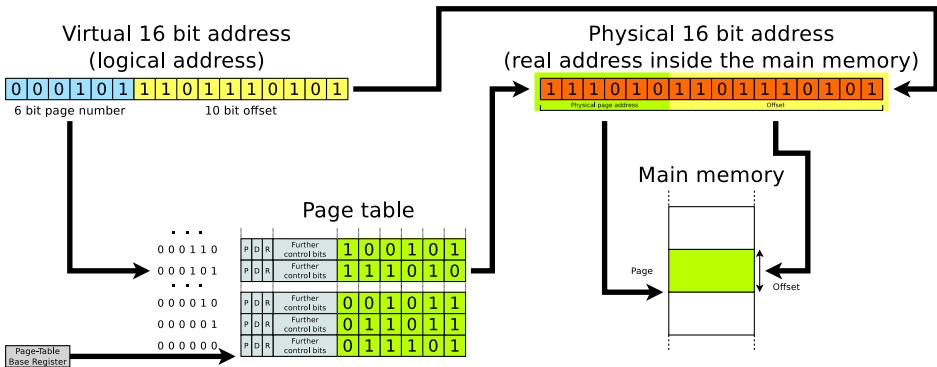 Virtual 16 bit address
(logical address)
0 0 0 1 0 1 1 1 0 1 1 1 0 1 0 1
6 bit page number
10 bit offset
Physical 16 bit address
(real address inside the main memory)
1 1 1 0 1 0 1 1 0 1 1 1 0 1 0 1
Physical page address
Offset
Main memory
Page
Offset
Page table
. . .
0 0 0 1 1 0 P D R Further control bits 1 0 0 1 0 1
0 0 0 1 0 1 P D R Further control bits 1 1 1 0 1 0
. . .
0 0 0 0 1 0 P D R Further control bits 0 0 1 0 1 1
0 0 0 0 0 1 P D R Further control bits 0 1 1 0 1 1
0 0 0 0 0 0 P D R Further control bits 0 1 1 1 0 1
Page-Table
Base Register